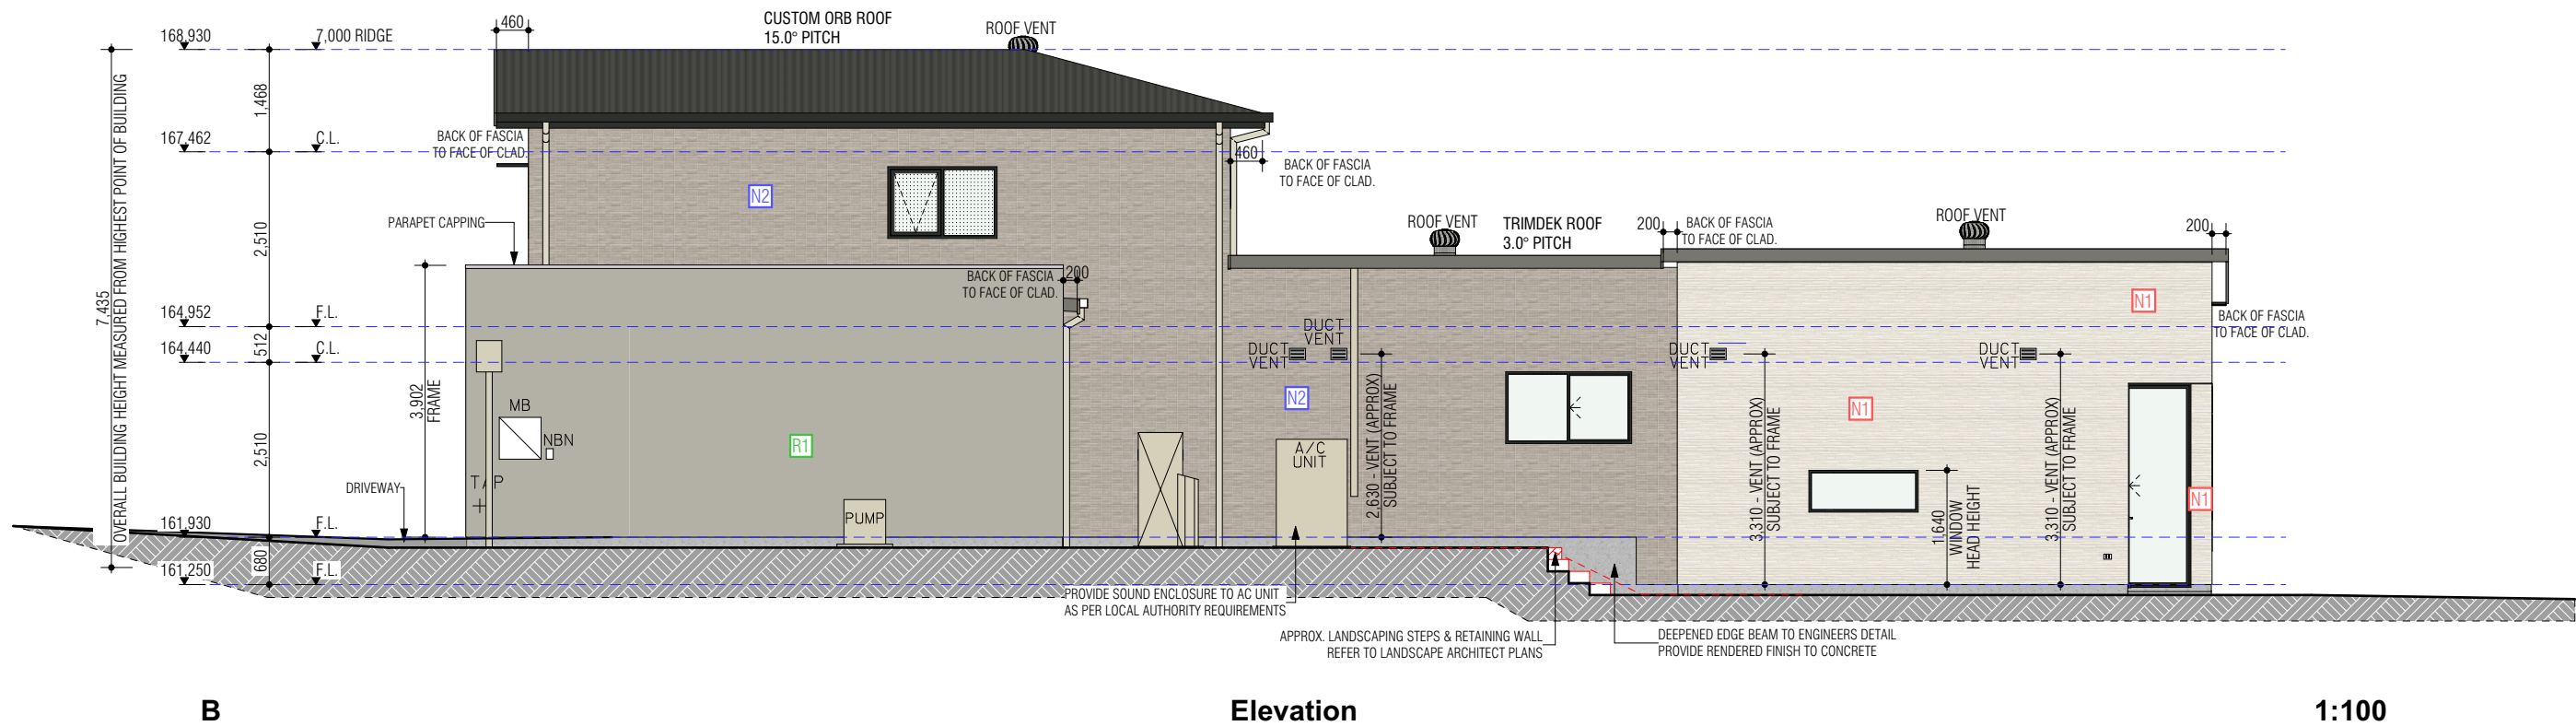 460
CUSTOM ORB ROOF
15.0° PITCH
ROOF VENT
168,930
7,000 RIDGE
1,468
BACK OF FASCIA
TO FACE OF CLAD.
167,462
C.L.
460
BACK OF FASCIA
TO FACE OF CLAD.
N2
PARAPET CAPPING
2,510
7,435
OVERALL BUILDING HEIGHT MEASURED FROM HIGHEST POINT OF BUILDING
ROOF VENT
TRIMDEK ROOF
3.0° PITCH
200
BACK OF FASCIA
TO FACE OF CLAD.
ROOF VENT
200
BACK OF FASCIA
TO FACE OF CLAD.
200
N1
BACK OF FASCIA
TO FACE OF CLAD.
164,952
F.L.
512
164,440
C.L.
DUCT
VENT
DUCT
VENT
DUCT
VENT
DUCT
VENT
3,902
FRAME
MB
NBN
N2
N1
R1
2,510
A/C
UNIT
2,630 - VENT (APPROX)
SUBJECT TO FRAME
3,310 - VENT (APPROX)
SUBJECT TO FRAME
1,640
WINDOW
HEAD HEIGHT
3,310 - VENT (APPROX)
SUBJECT TO FRAME
N1
DRIVEWAY
TAP
PUMP
161,930
F.L.
680
161,250
F.L.
PROVIDE SOUND ENCLOSURE TO AC UNIT
AS PER LOCAL AUTHORITY REQUIREMENTS
APPROX. LANDSCAPING STEPS & RETAINING WALL
REFER TO LANDSCAPE ARCHITECT PLANS
DEEPENED EDGE BEAM TO ENGINEERS DETAIL
PROVIDE RENDERED FINISH TO CONCRETE
B
Elevation
1:100